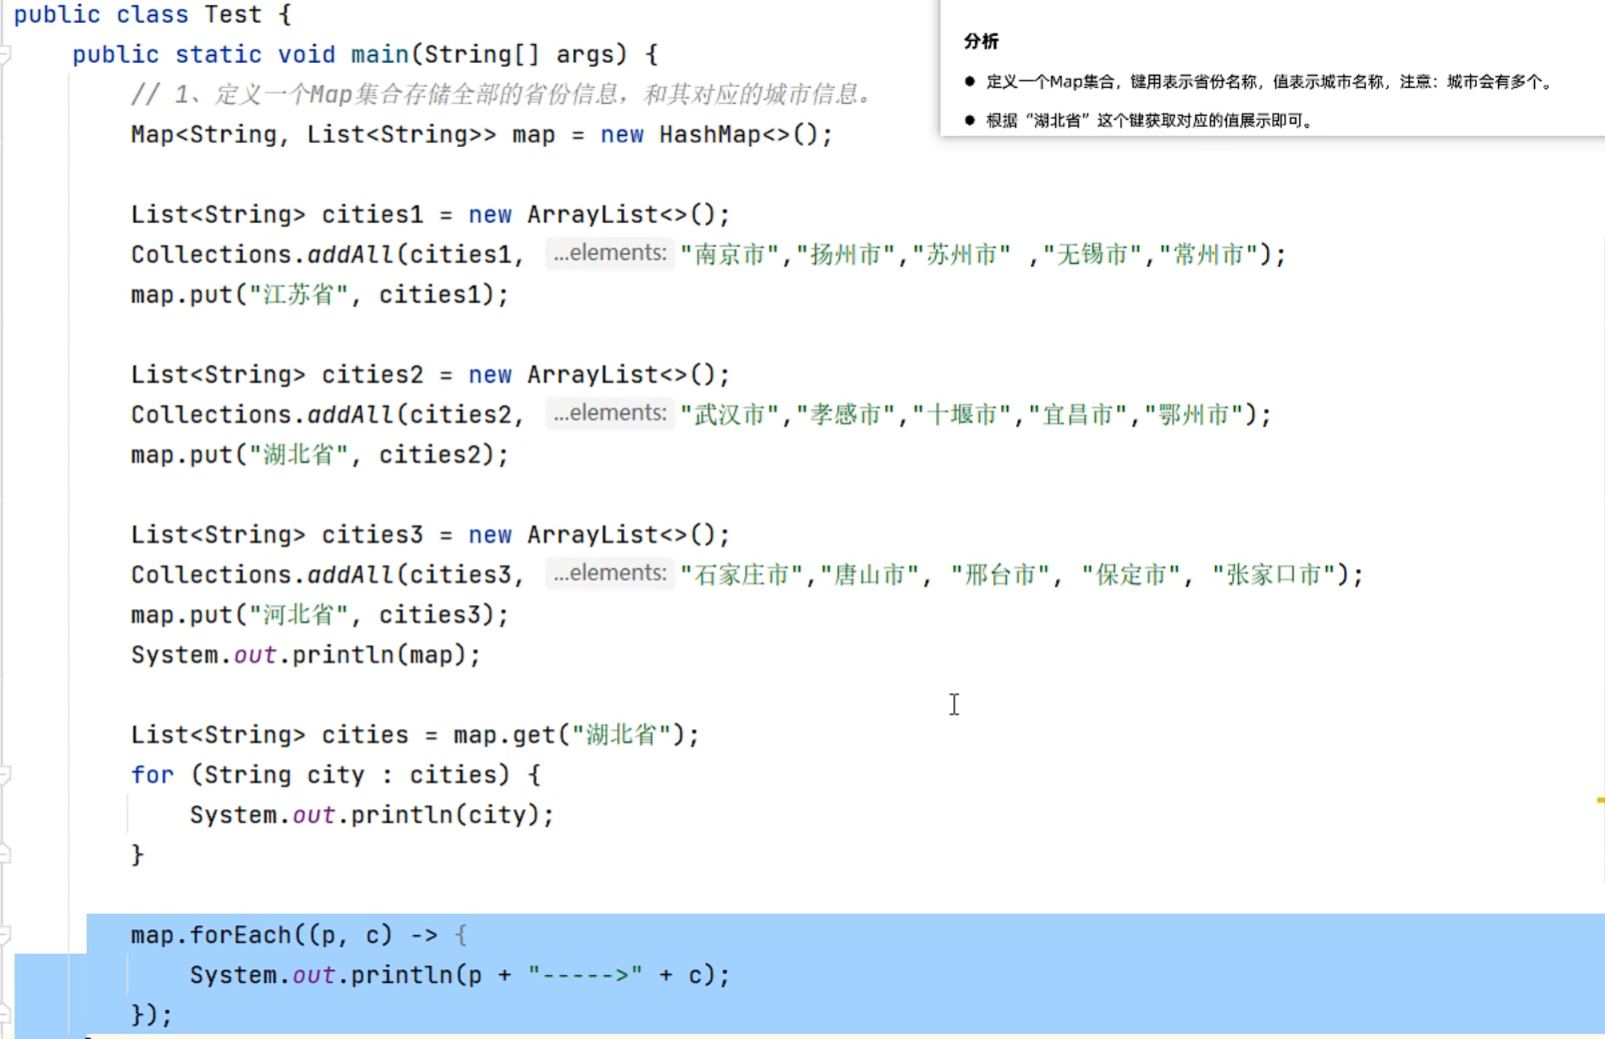 public class Test {
public static void main(String[] args) {
// 1、定义一个Map集合存储全部的省份信息，和其对应的城市信息。
Map<String, List<String>> map = new HashMap<>();
List<String> cities1 = new ArrayList<>();
Collections.addAll(cities1, ...elements: "南京市","扬州市","苏州市" ,"无锡市","常州市");
map.put("江苏省", cities1);
List<String> cities2 = new ArrayList<>();
Collections.addAll(cities2, ...elements: "武汉市","孝感市","十堰市","宜昌市","鄂州市");
map.put("湖北省", cities2);
List<String> cities3 = new ArrayList<>();
Collections.addAll(cities3, ...elements: "石家庄市","唐山市", "邢台市", "保定市", "张家口市");
map.put("河北省", cities3);
System.out.println(map);
List<String> cities = map.get("湖北省");
for (String city : cities) {
System.out.println(city);
}
map.forEach((p, c) -> {
System.out.println(p + "----->" + c);
});
分析
● 定义一个Map集合，键用表示省份名称，值表示城市名称，注意：城市会有多个。
● 根据“湖北省”这个键获取对应的值展示即可。